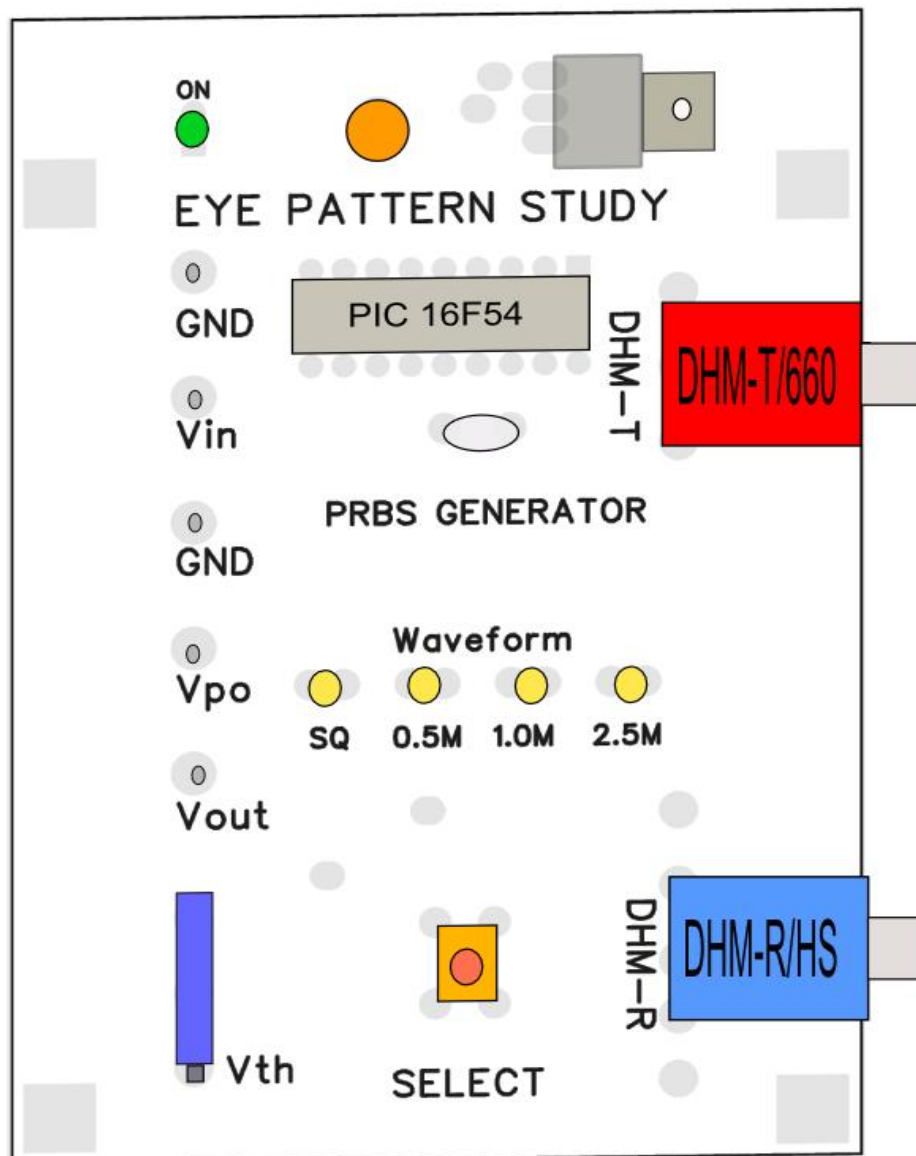 ON
EYE PATTERN STUDY
GND
PIC 16F54
DHM-T
DHM-T/660
Vin
PRBS GENERATOR
GND
Waveform
Vpo
SQ 0.5M 1.0M 2.5M
Vout
DHM-R
DHM-R/HS
Vth
SELECT